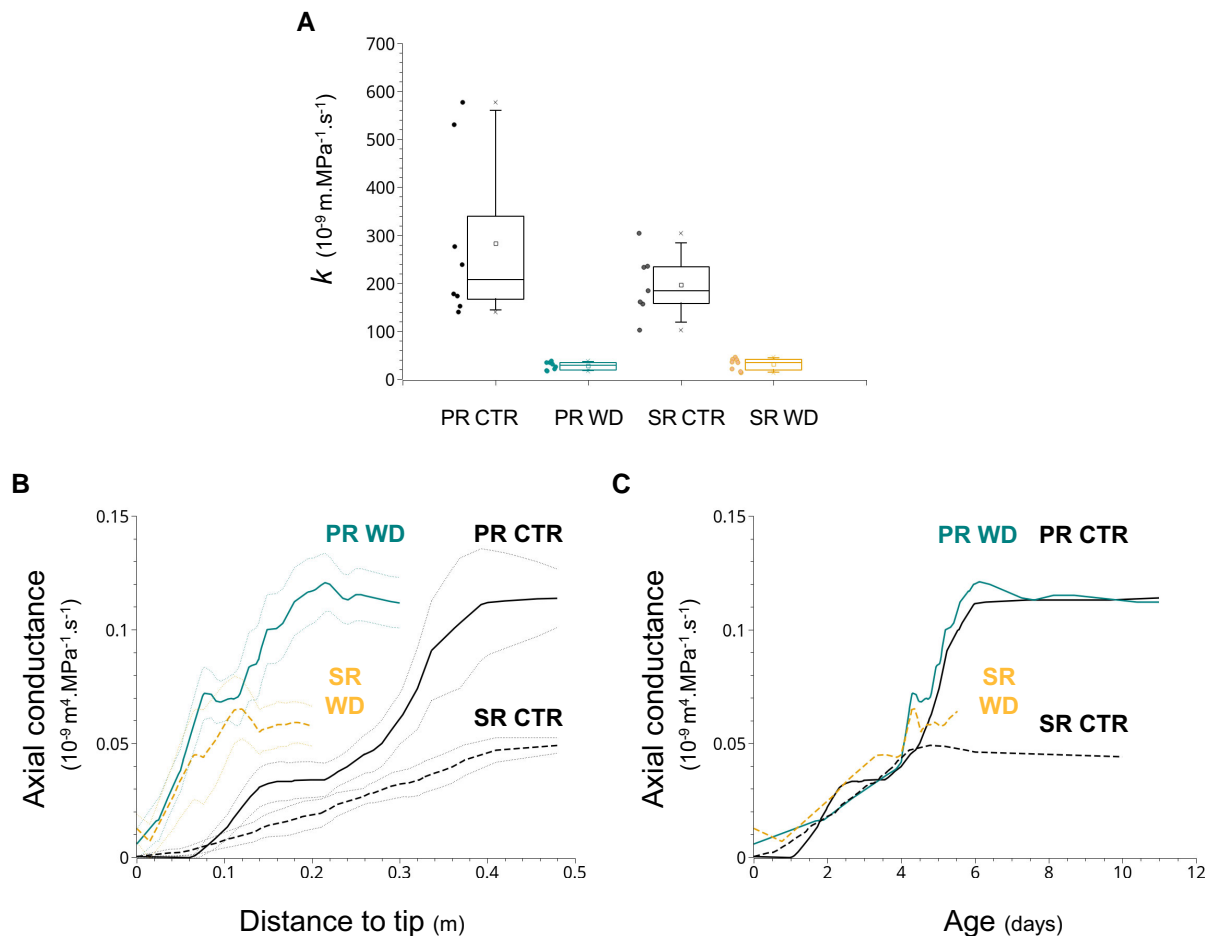 A
700
600
500
400
300
200
100
0
k (10⁻⁹ m.MPa⁻¹.s⁻¹)
PR CTR PR WD SR CTR SR WD
B
0.15
0.1
0.05
0
Axial conductance
(10⁻⁹ m⁴.MPa⁻¹.s⁻¹)
PR WD
PR CTR
SR
WD
SR CTR
0 0.1 0.2 0.3 0.4 0.5
Distance to tip (m)
C
0.15
0.1
0.05
0
Axial conductance
(10⁻⁹ m⁴.MPa⁻¹.s⁻¹)
PR WD PR CTR
SR
WD
SR CTR
0 2 4 6 8 10 12
Age (days)